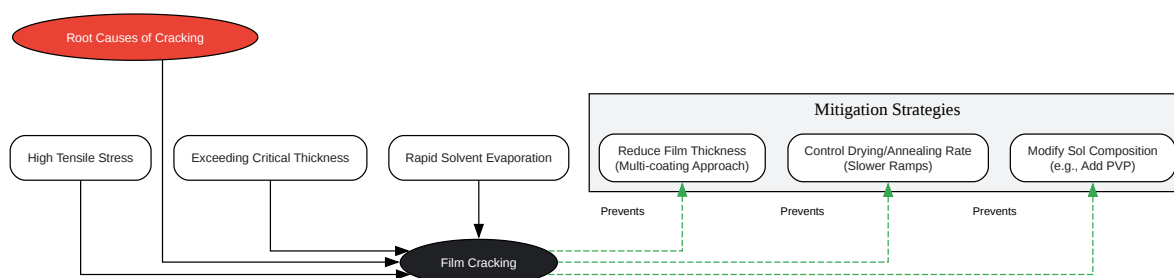 Root Causes of Cracking
Mitigation Strategies
High Tensile Stress
Exceeding Critical Thickness
Rapid Solvent Evaporation
Reduce Film Thickness
(Multi-coating Approach)
Control Drying/Annealing Rate
(Slower Ramps)
Modify Sol Composition
(e.g., Add PVP)
Prevents
Prevents
Prevents
Film Cracking